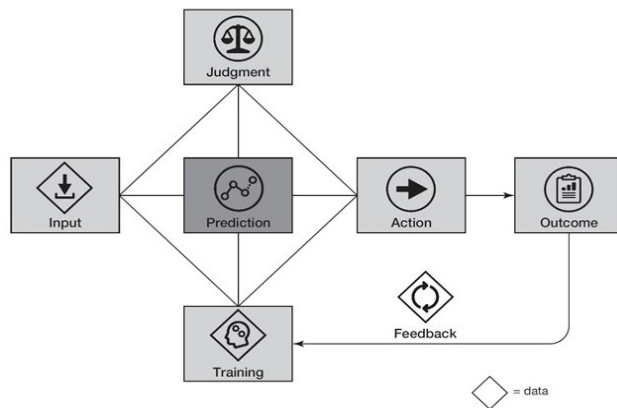 Judgment
Input
Prediction
Action
Outcome
Feedback
Training
= data